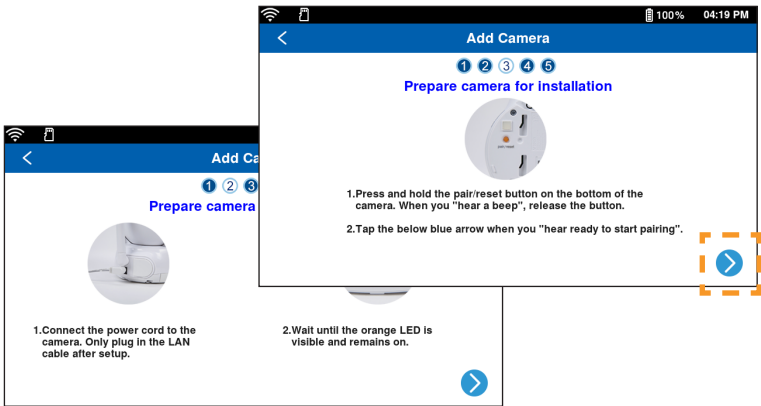 100% 04:19 PM
Add Camera
1 2 3 4 5
Prepare camera for installation
1.Press and hold the pair/reset button on the bottom of the
camera. When you "hear a beep", release the button.
2.Tap the below blue arrow when you "hear ready to start pairing".
Add Ca
1 2 3
Prepare camera
1.Connect the power cord to the
camera. Only plug in the LAN
cable after setup.
2.Wait until the orange LED is
visible and remains on.